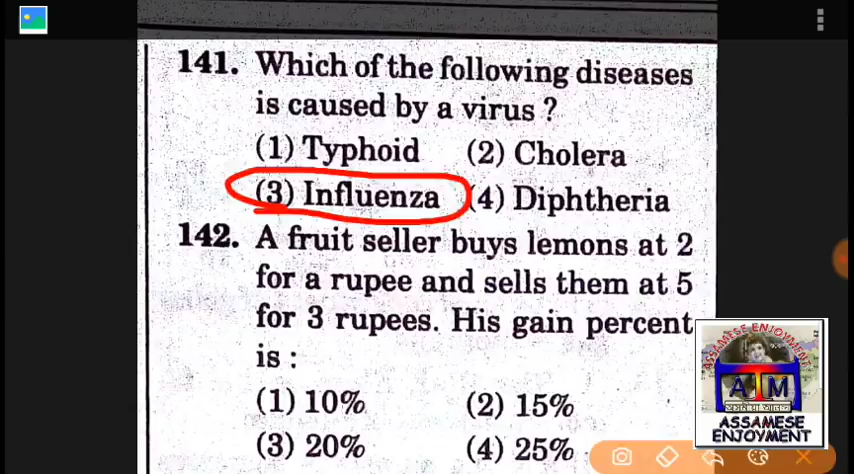 141. Which of the following diseases
is caused by a virus ?
(1) Typhoid (2) Cholera
(3) Influenza (4) Diphtheria
142. A fruit seller buys lemons at 2
for a rupee and sells them at 5
for 3 rupees. His gain percent
is :
(1) 10% (2) 15%
(3) 20% (4) 25%
ASSAMESE ENJOYMENT
ATM
ASSAMESE
ENJOYMENT